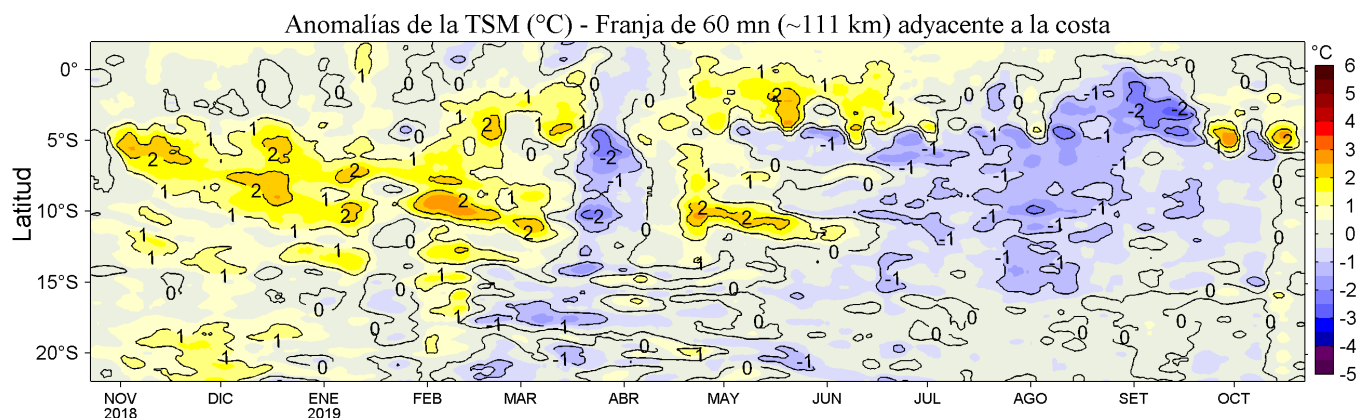 Anomalías de la TSM (°C) - Franja de 60 mn (~111 km) adyacente a la costa
°C
Latitud
0°
5°S
10°S
15°S
20°S
NOV DIC ENE FEB MAR ABR MAY JUN JUL AGO SET OCT
2018 2019
6
5
4
3
2
1
0
-1
-2
-3
-4
-5